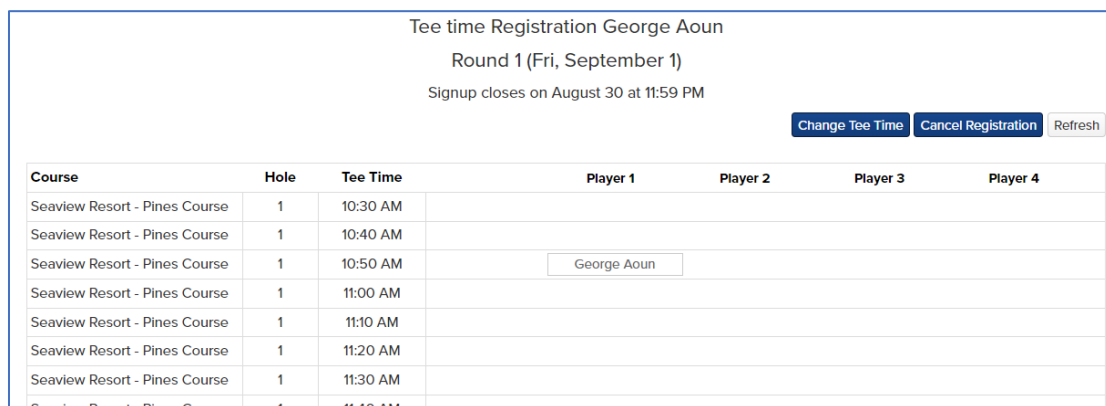 Tee time Registration George Aoun
Round 1 (Fri, September 1)
Signup closes on August 30 at 11:59 PM
Change Tee Time Cancel Registration Refresh
Course Hole Tee Time Player 1 Player 2 Player 3 Player 4
Seaview Resort - Pines Course 1 10:30 AM
Seaview Resort - Pines Course 1 10:40 AM
Seaview Resort - Pines Course 1 10:50 AM George Aoun
Seaview Resort - Pines Course 1 11:00 AM
Seaview Resort - Pines Course 1 11:10 AM
Seaview Resort - Pines Course 1 11:20 AM
Seaview Resort - Pines Course 1 11:30 AM